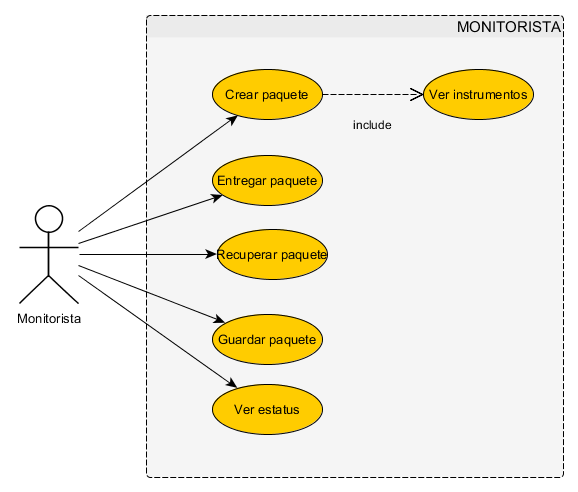 MONITORISTA
Crear paquete
Ver instrumentos
include
Entregar paquete
Recuperar paquete
Monitorista
Guardar paquete
Ver estatus